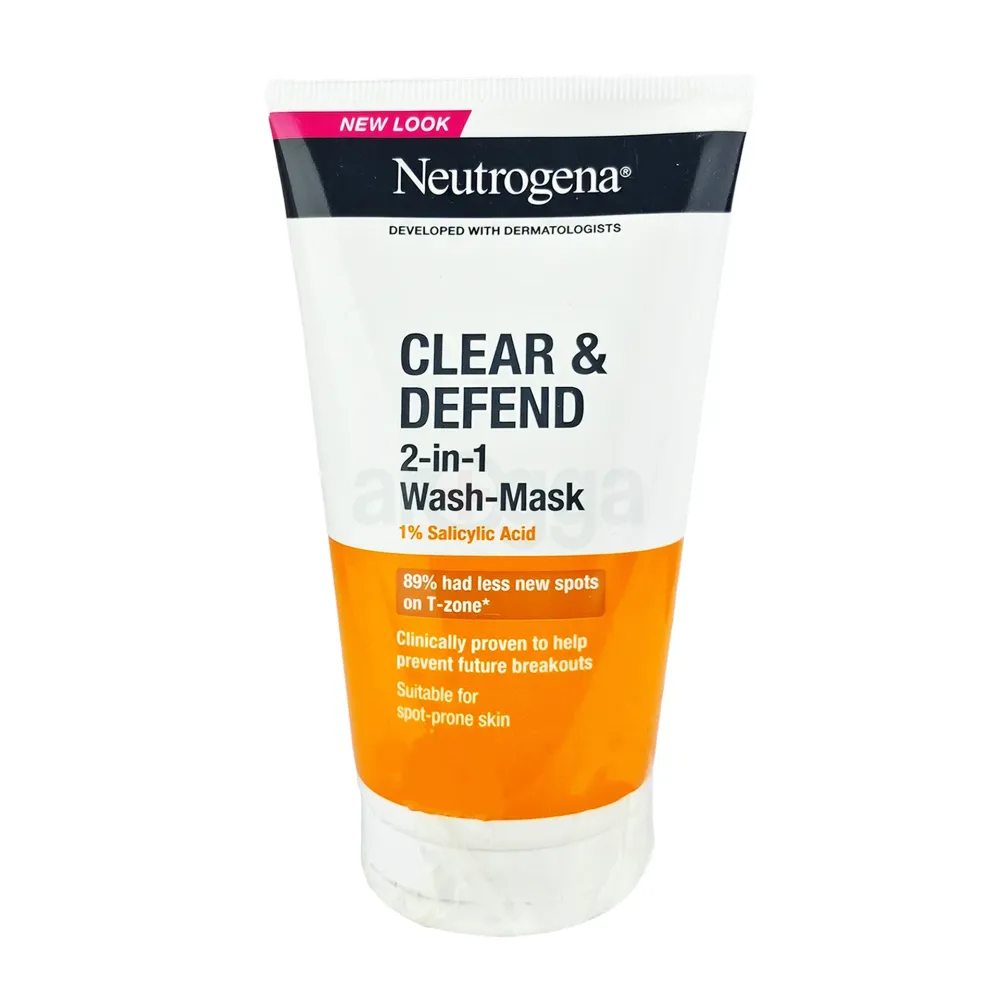 NEW LOOK
Neutrogena®
DEVELOPED WITH DERMATOLOGISTS
CLEAR &
DEFEND
2-in-1
Wash-Mask
arogga
1% Salicylic Acid
89% had less new spots
on T-zone*
Clinically proven to help
prevent future breakouts
Suitable for
spot-prone skin